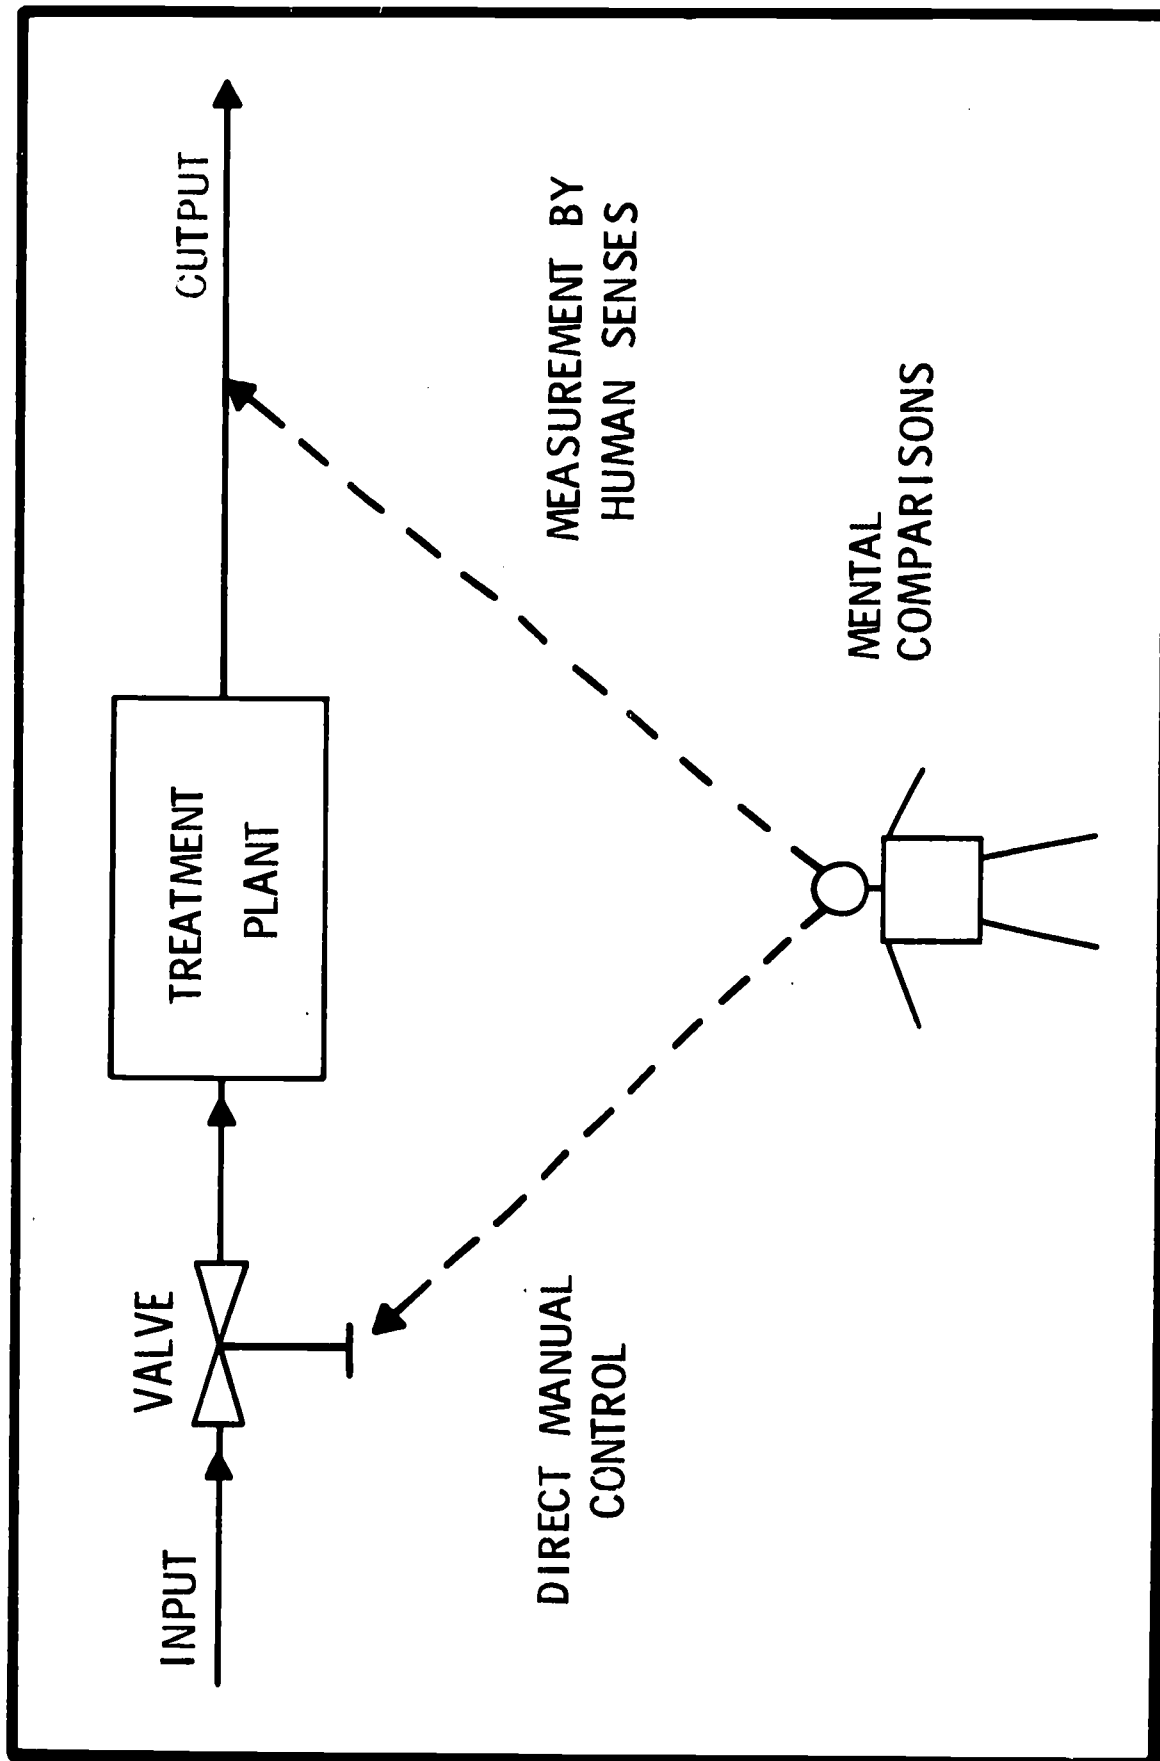 INPUT
VALVE
TREATMENT
PLANT
OUTPUT
DIRECT MANUAL
CONTROL
MEASUREMENT BY
HUMAN SENSES
MENTAL
COMPARISONS